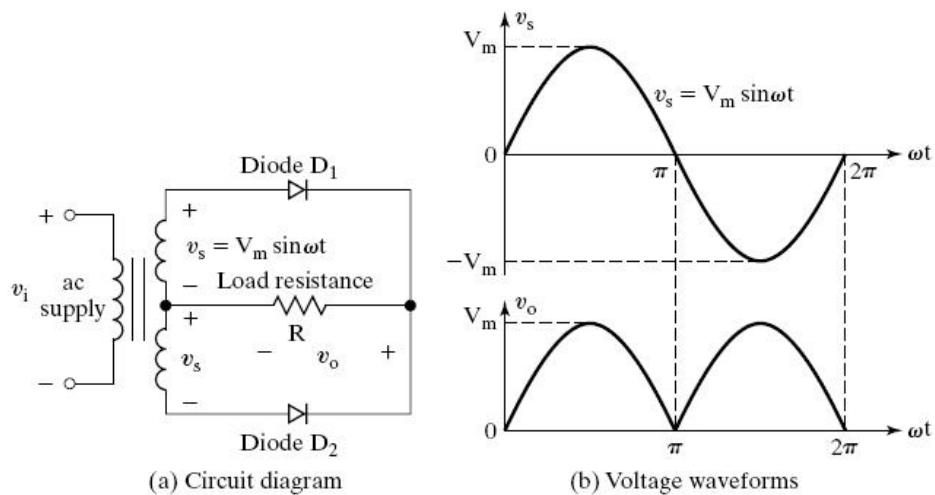 Diode D₁
+
+
vₛ = Vₘ sinωt
−
Load resistance
vᵢ
ac
supply
+
R
−
vₒ
+
vₛ
−
−
Diode D₂
(a) Circuit diagram
vₛ
Vₘ
vₛ = Vₘ sinωt
0
π
2π
ωt
−Vₘ
vₒ
Vₘ
0
π
2π
ωt
(b) Voltage waveforms